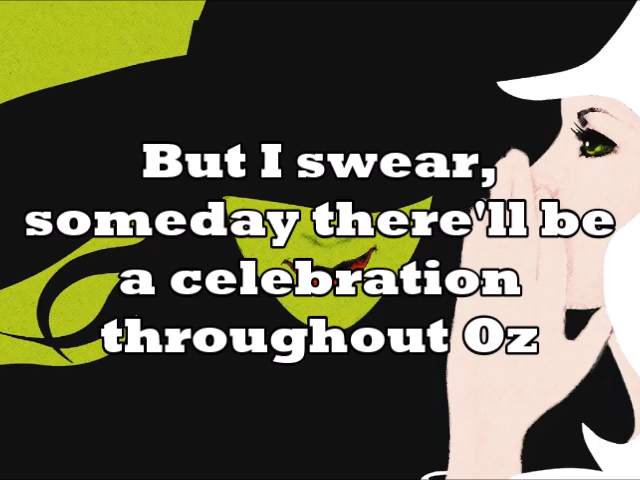 But I swear,
someday there'll be
a celebration
throughout Oz